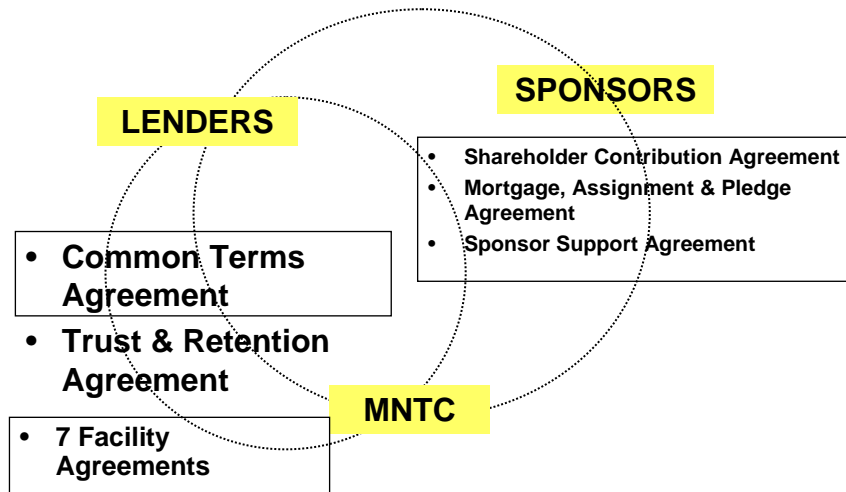 SPONSORS
LENDERS
• Shareholder Contribution Agreement
• Mortgage, Assignment & Pledge
Agreement
• Sponsor Support Agreement
• Common Terms
Agreement
• Trust & Retention
Agreement
MNTC
• 7 Facility
Agreements